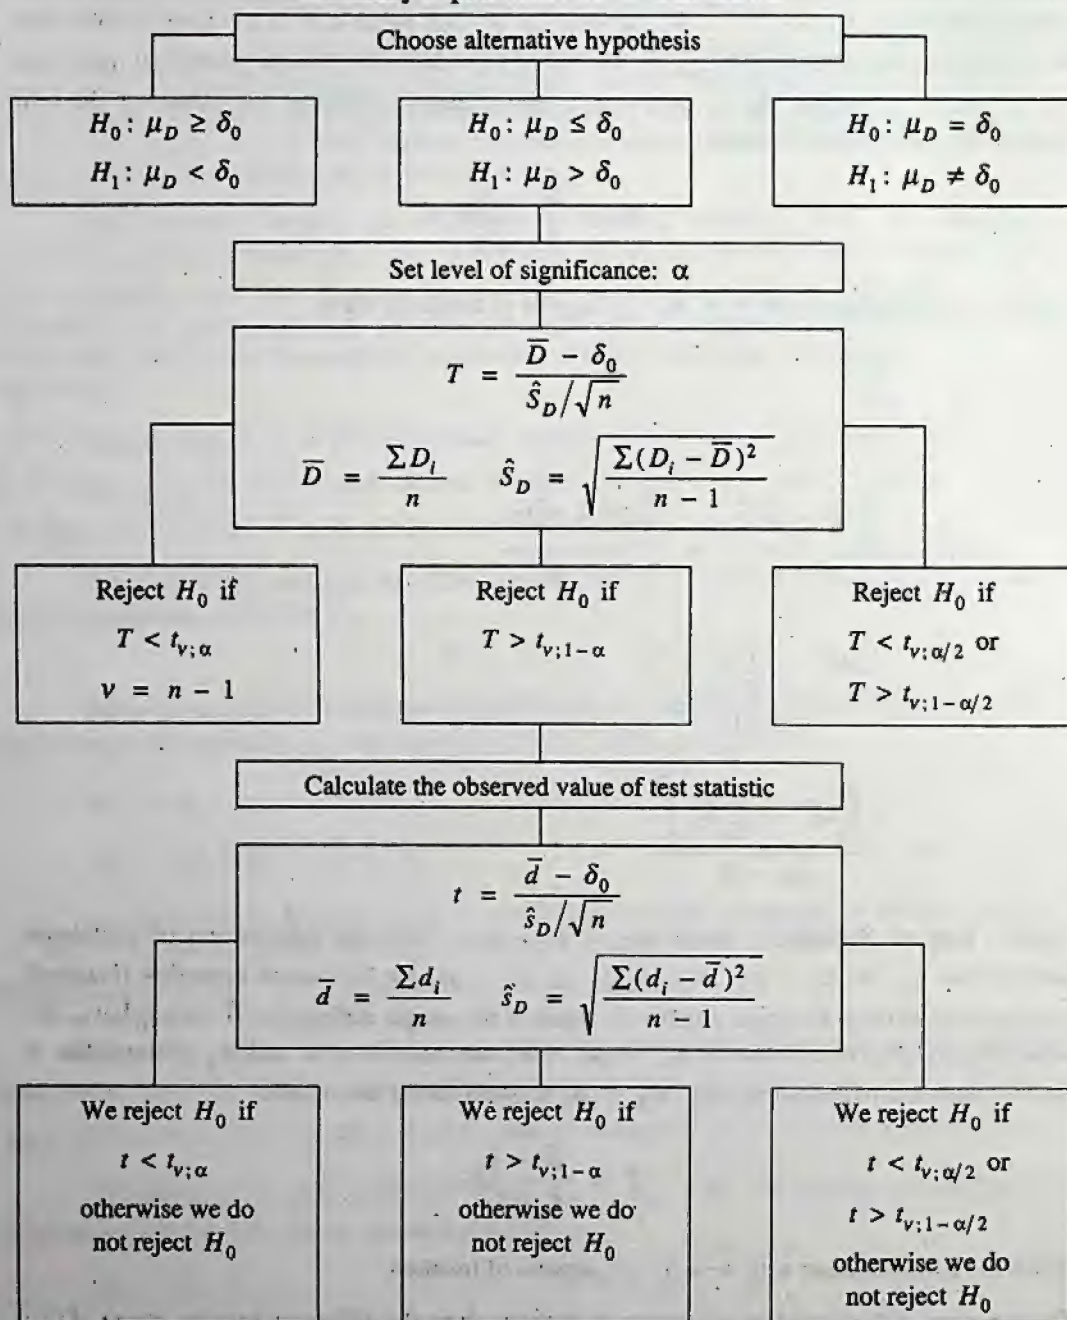 Choose alternative hypothesis
H₀: μ_D ≥ δ₀
H₁: μ_D < δ₀
H₀: μ_D ≤ δ₀
H₁: μ_D > δ₀
H₀: μ_D = δ₀
H₁: μ_D ≠ δ₀
Set level of significance: α
T = (D̅ − δ₀) / (Ŝ_D/√n)
D̅ = ΣD_i / n    Ŝ_D = √(Σ(D_i − D̅)² / (n − 1))
Reject H₀ if
T < t_{ν;α}
ν = n − 1
Reject H₀ if
T > t_{ν;1−α}
Reject H₀ if
T < t_{ν;α/2} or
T > t_{ν;1−α/2}
Calculate the observed value of test statistic
t = (d̅ − δ₀) / (ŝ_D/√n)
d̅ = Σd_i / n    ŝ_D = √(Σ(d_i − d̅)² / (n − 1))
We reject H₀ if
t < t_{ν;α}
otherwise we do
not reject H₀
We reject H₀ if
t > t_{ν;1−α}
otherwise we do
not reject H₀
We reject H₀ if
t < t_{ν;α/2} or
t > t_{ν;1−α/2}
otherwise we do
not reject H₀